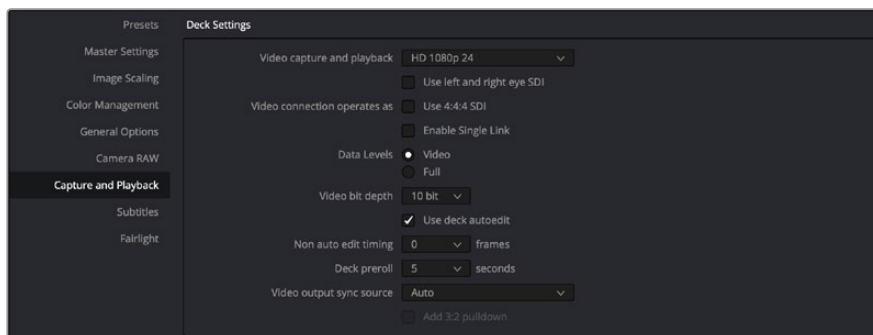 Presets
Master Settings
Image Scaling
Color Management
General Options
Camera RAW
Capture and Playback
Subtitles
Fairlight
Deck Settings
Video capture and playback HD 1080p 24
Use left and right eye SDI
Video connection operates as Use 4:4:4 SDI
Enable Single Link
Data Levels Video
Full
Video bit depth 10 bit
Use deck autoedit
Non auto edit timing 0 frames
Deck preroll 5 seconds
Video output sync source Auto
Add 3:2 pulldown